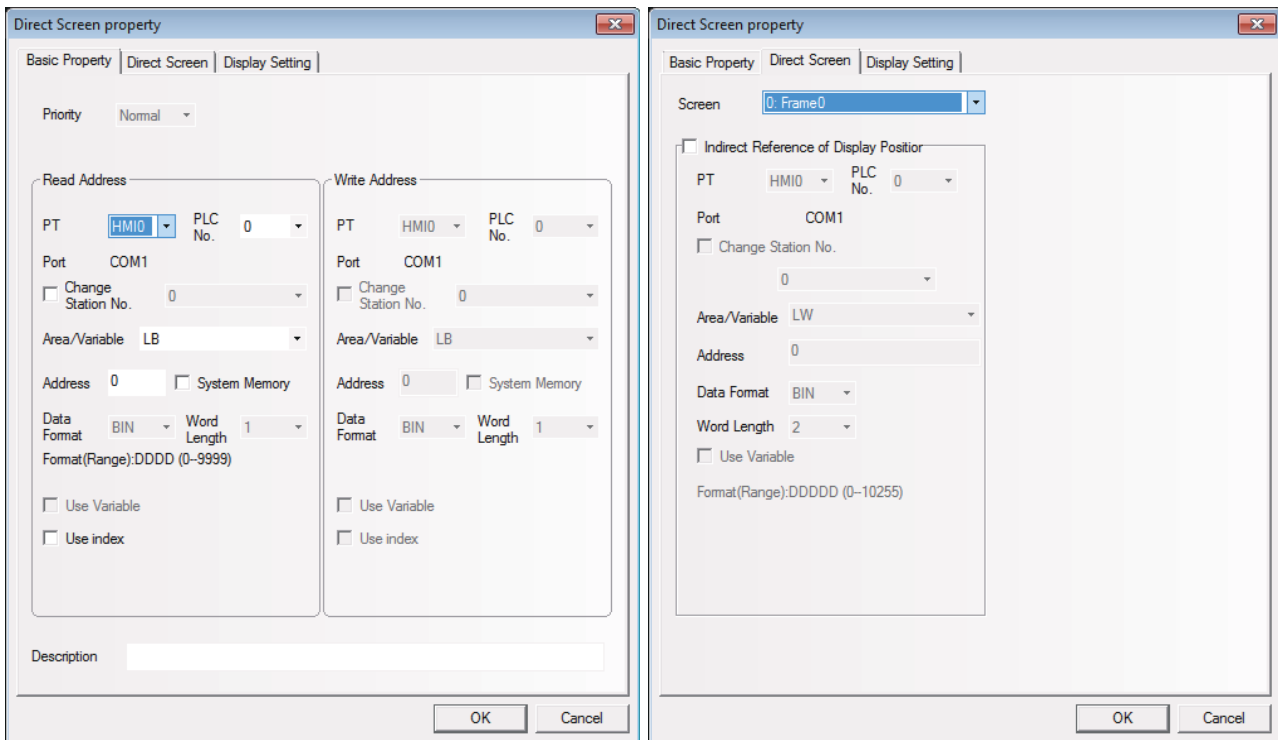 Direct Screen property
Basic Property Direct Screen Display Setting
Priority Normal
Read Address
PT HMI0 PLC No. 0
Port COM1
Change Station No. 0
Area/Variable LB
Address 0 System Memory
Data Format BIN Word Length 1
Format(Range):DDDD (0--9999)
Use Variable
Use index
Write Address
PT HMI0 PLC No. 0
Port COM1
Change Station No. 0
Area/Variable LB
Address 0 System Memory
Data Format BIN Word Length 1
Use Variable
Use index
Description
OK Cancel
Direct Screen property
Basic Property Direct Screen Display Setting
Screen 0: Frame0
Indirect Reference of Display Positior
PT HMI0 PLC No. 0
Port COM1
Change Station No.
0
Area/Variable LW
Address 0
Data Format BIN
Word Length 2
Use Variable
Format(Range):DDDDD (0--10255)
OK Cancel